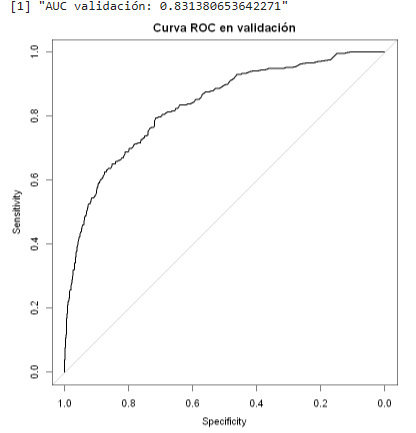 [1] "AUC validación: 0.831380653642271"
Curva ROC en validación
Sensitivity
1.0
0.8
0.6
0.4
0.2
0.0
1.0 0.8 0.6 0.4 0.2 0.0
Specificity